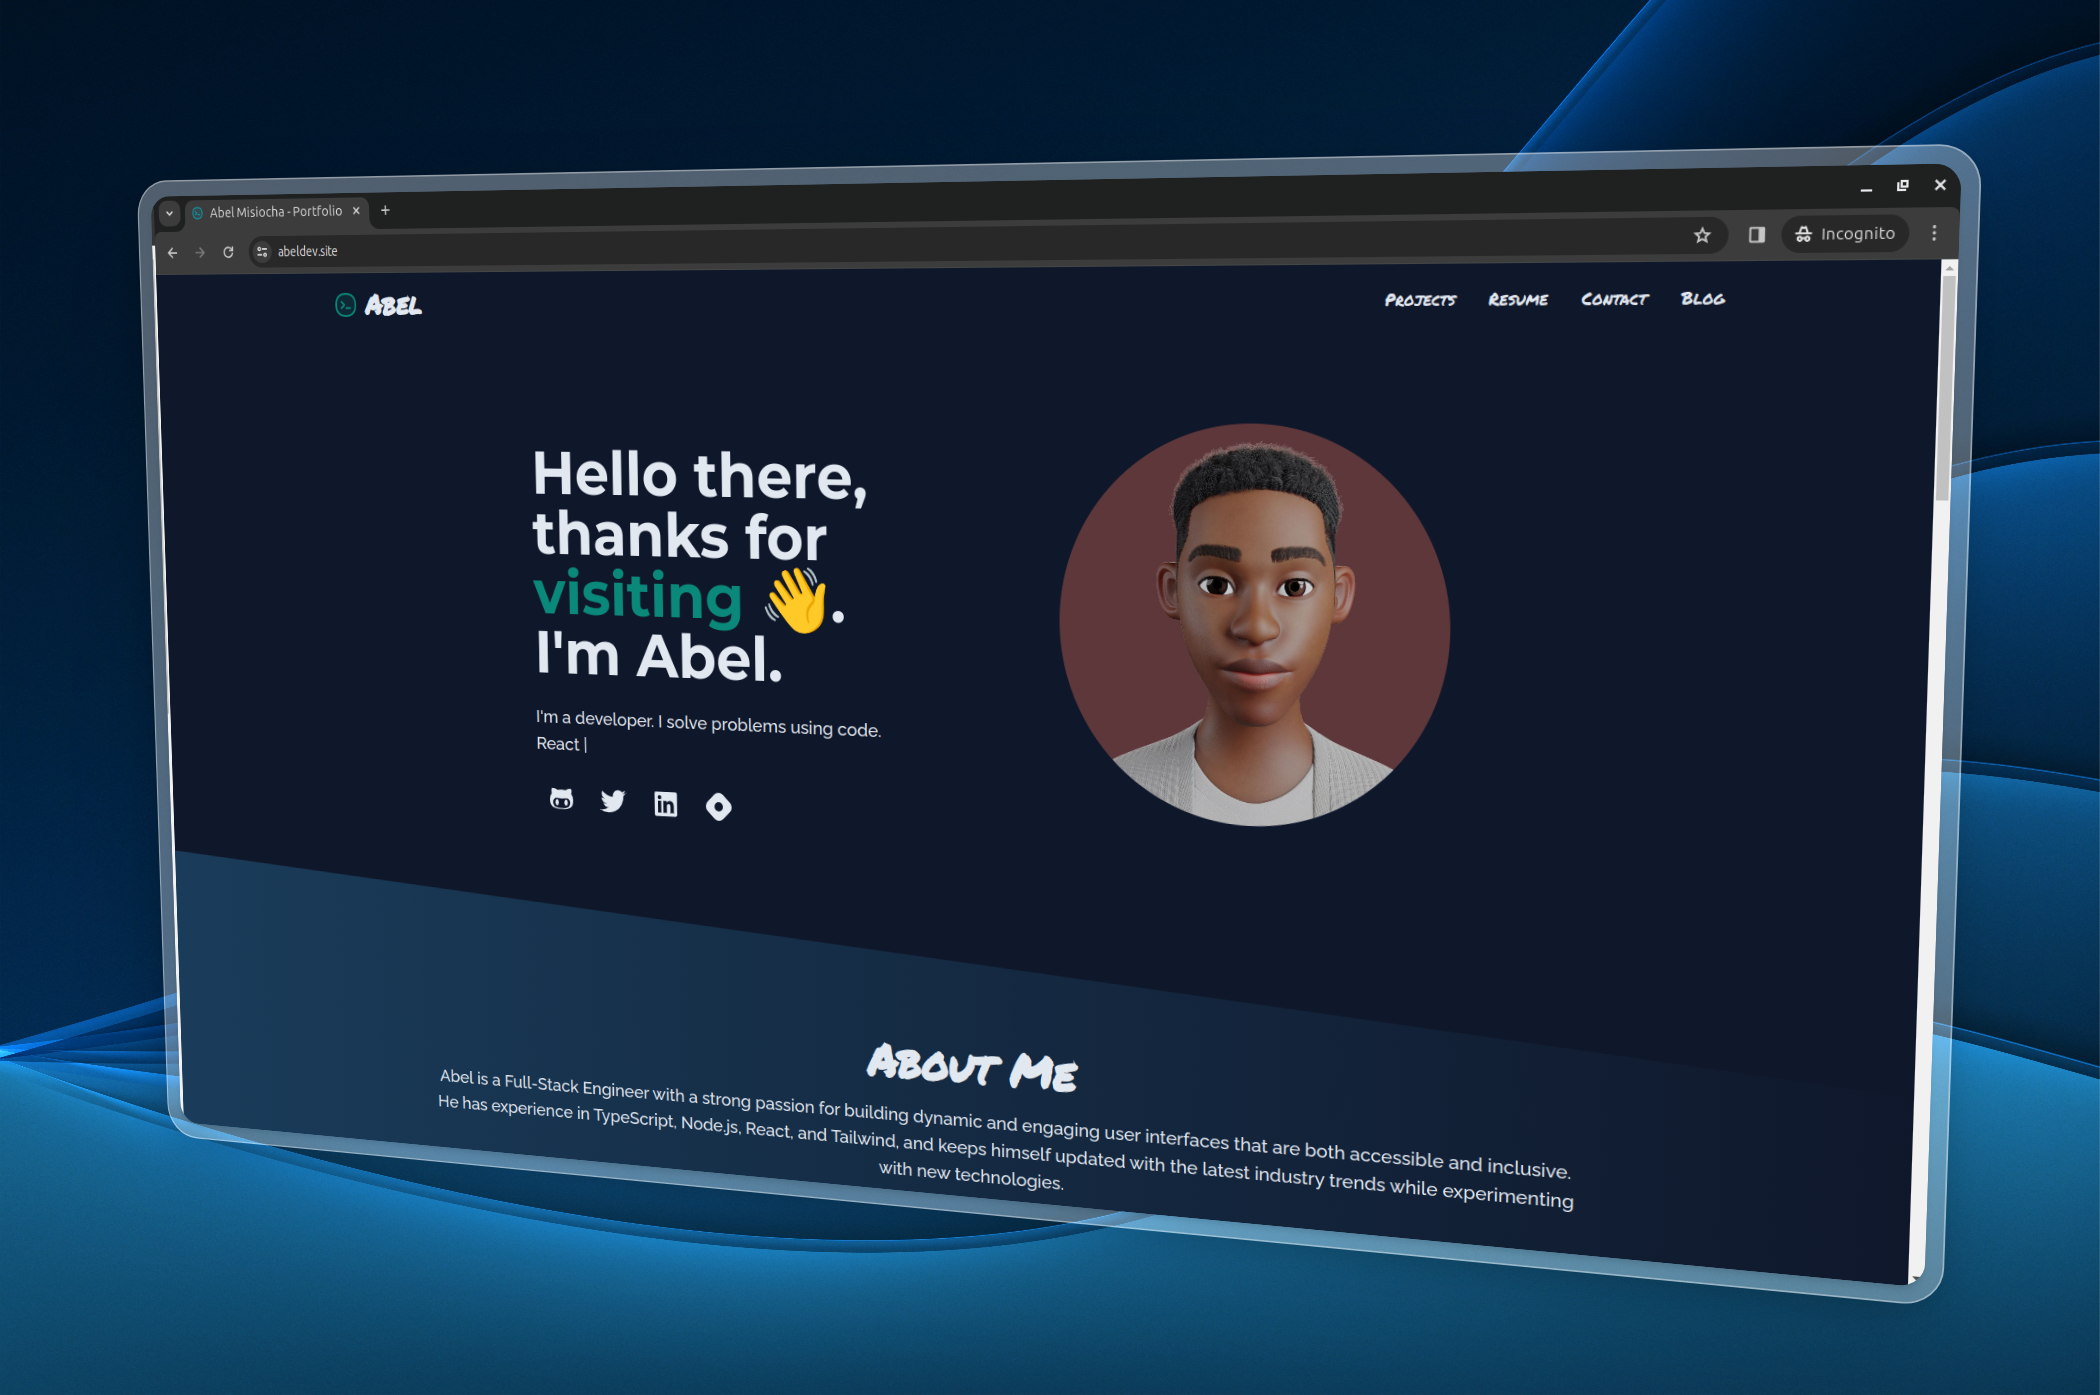 Abel Misiocha - Portfolio
abeldev.site
Incognito
Abel
Projects Resume Contact Blog
Hello there,
thanks for
visiting 👋.
I'm Abel.
I'm a developer. I solve problems using code.
React |
in
About Me
Abel is a Full-Stack Engineer with a strong passion for building dynamic and engaging user interfaces that are both accessible and inclusive.
He has experience in TypeScript, Node.js, React, and Tailwind, and keeps himself updated with the latest industry trends while experimenting
with new technologies.